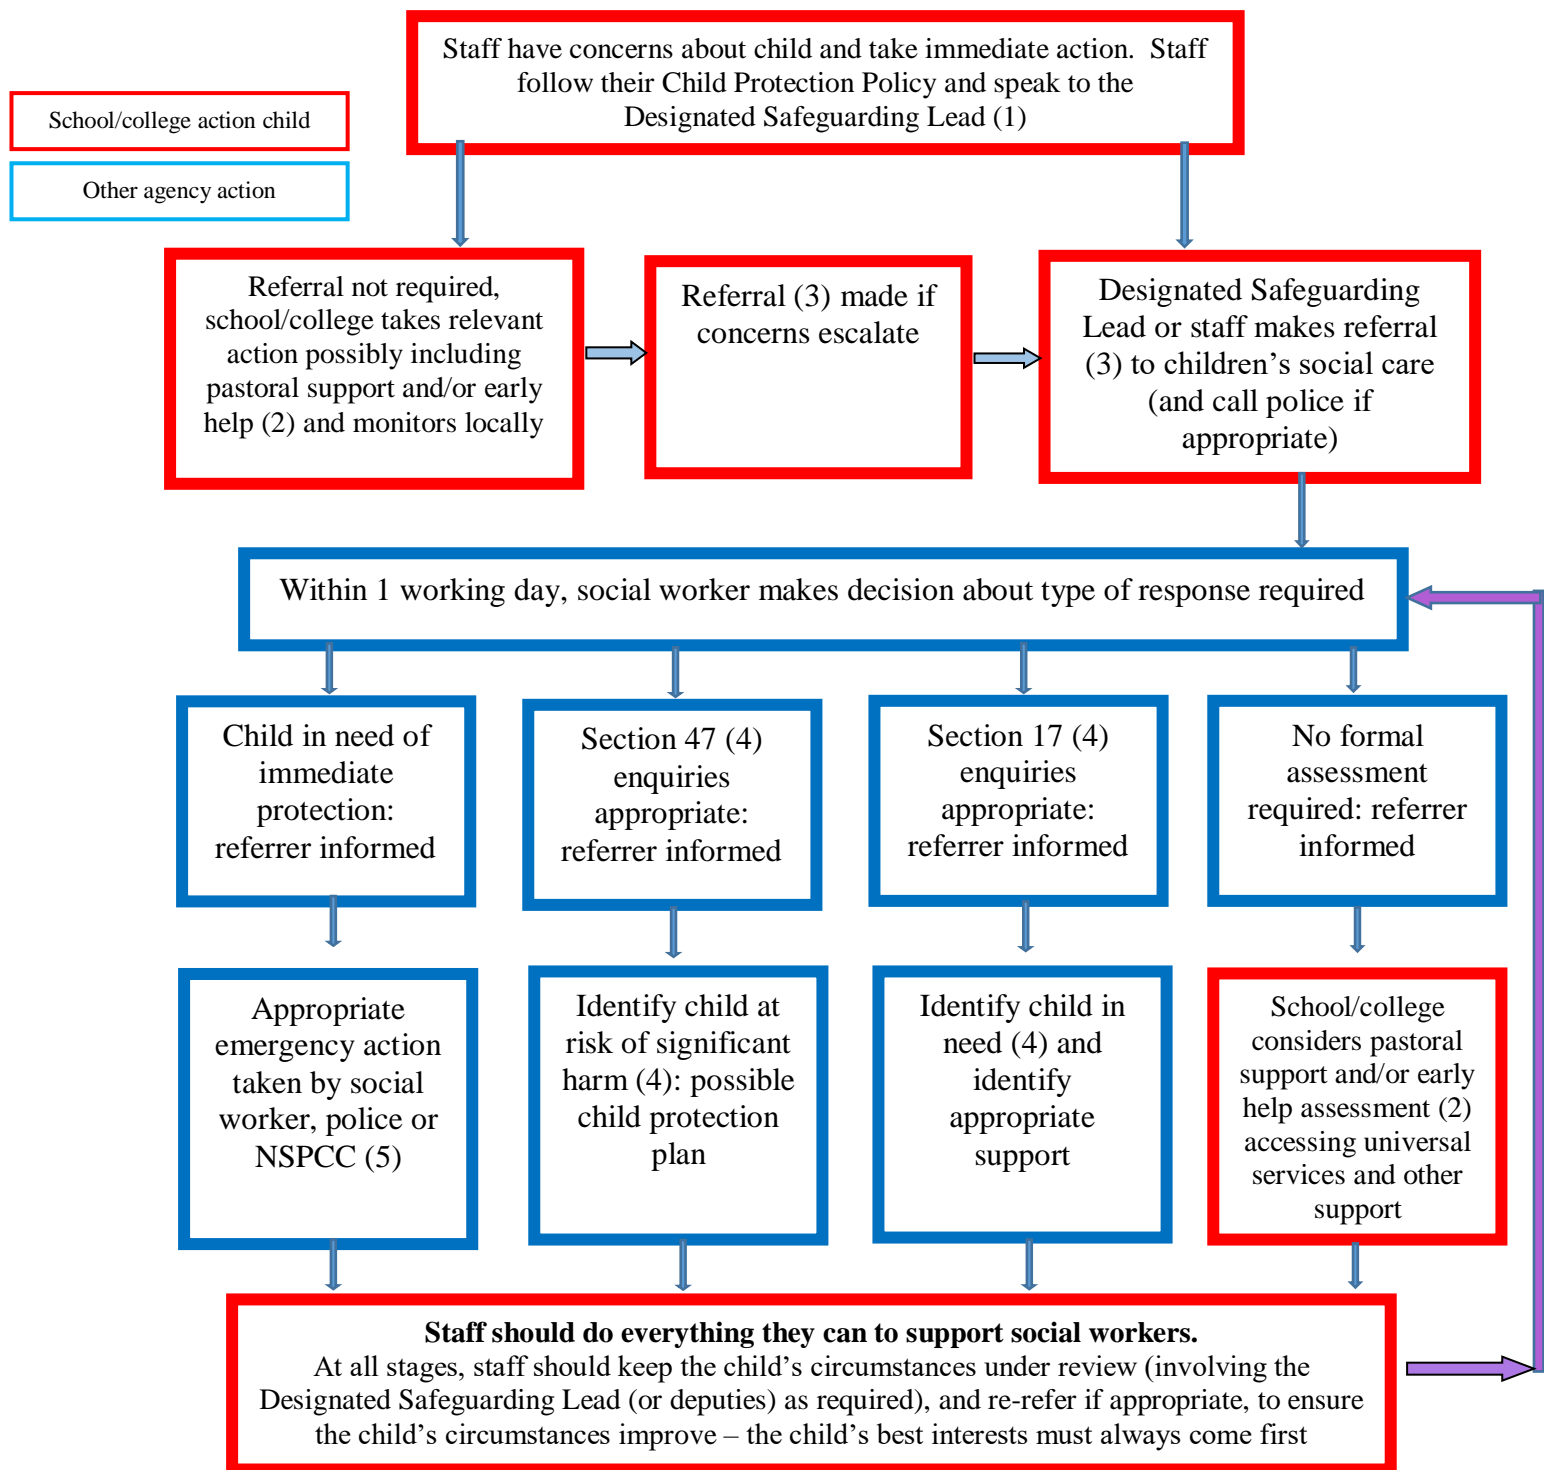 Staff have concerns about child and take immediate action.  Staff
follow their Child Protection Policy and speak to the
Designated Safeguarding Lead (1)
School/college action child
Other agency action
Referral not required,
school/college takes relevant
action possibly including
pastoral support and/or early
help (2) and monitors locally
Referral (3) made if
concerns escalate
Designated Safeguarding
Lead or staff makes referral
(3) to children’s social care
(and call police if
appropriate)
Within 1 working day, social worker makes decision about type of response required
Child in need of
immediate
protection:
referrer informed
Section 47 (4)
enquiries
appropriate:
referrer informed
Section 17 (4)
enquiries
appropriate:
referrer informed
No formal
assessment
required: referrer
informed
Appropriate
emergency action
taken by social
worker, police or
NSPCC (5)
Identify child at
risk of significant
harm (4): possible
child protection
plan
Identify child in
need (4) and
identify
appropriate
support
School/college
considers pastoral
support and/or early
help assessment (2)
accessing universal
services and other
support
Staff should do everything they can to support social workers.
At all stages, staff should keep the child’s circumstances under review (involving the
Designated Safeguarding Lead (or deputies) as required), and re-refer if appropriate, to ensure
the child’s circumstances improve – the child’s best interests must always come first